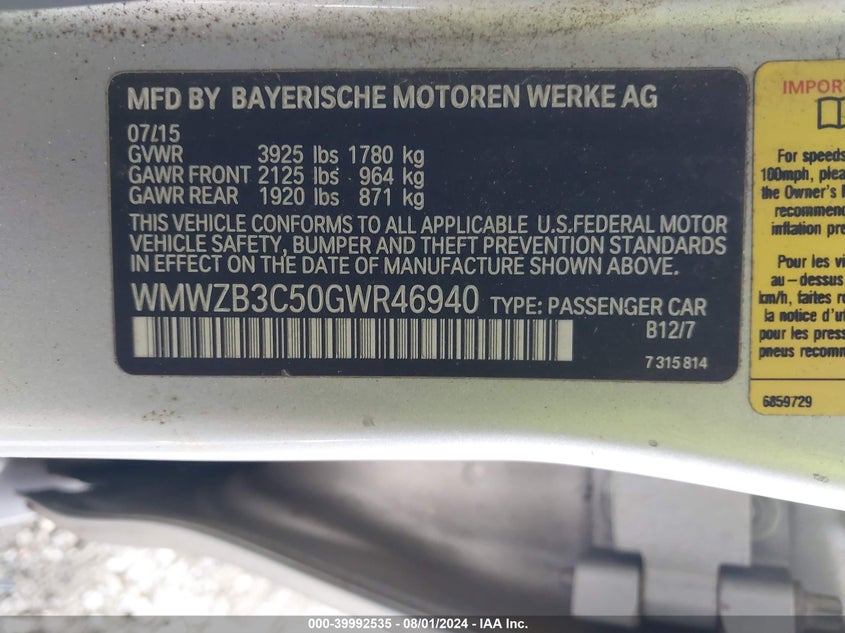 MFD BY BAYERISCHE MOTOREN WERKE AG
07/15
GVWR 3925 lbs 1780 kg
GAWR FRONT 2125 lbs 964 kg
GAWR REAR 1920 lbs 871 kg
THIS VEHICLE CONFORMS TO ALL APPLICABLE U.S.FEDERAL MOTOR
VEHICLE SAFETY, BUMPER AND THEFT PREVENTION STANDARDS
IN EFFECT ON THE DATE OF MANUFACTURE SHOWN ABOVE.
WMWZB3C50GWR46940 TYPE: PASSENGER CAR
B12/7
7 315 814
For speeds
100mph, plea
the Owner's
recommen
inflation pre
Pour les vi
au-dessus
km/h, faites r
la notice d'ut
pour les press
pneus recomm
6859729
000-39992535 - 08/01/2024 - IAA Inc.